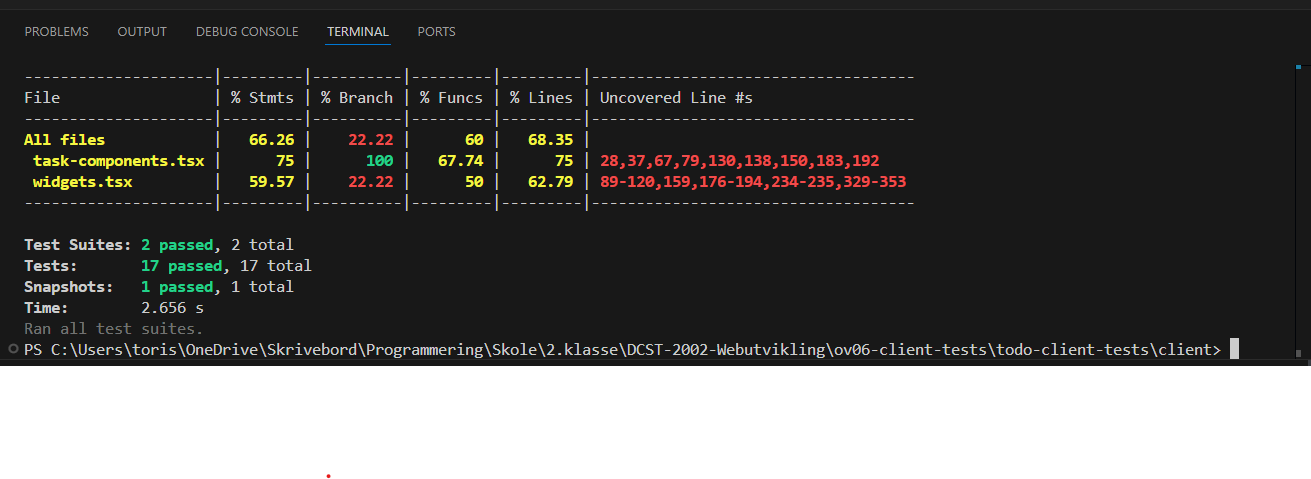 PROBLEMS OUTPUT DEBUG CONSOLE TERMINAL PORTS
---------------------|---------|----------|---------|---------|------------------------------------
File                 | % Stmts | % Branch | % Funcs | % Lines | Uncovered Line #s
---------------------|---------|----------|---------|---------|------------------------------------
All files            |   66.26 |    22.22 |      60 |   68.35 |
 task-components.tsx |      75 |      100 |   67.74 |      75 | 28,37,67,79,130,138,150,183,192
 widgets.tsx         |   59.57 |    22.22 |      50 |   62.79 | 89-120,159,176-194,234-235,329-353
---------------------|---------|----------|---------|---------|------------------------------------
Test Suites: 2 passed, 2 total
Tests:       17 passed, 17 total
Snapshots:   1 passed, 1 total
Time:        2.656 s
Ran all test suites.
PS C:\Users\toris\OneDrive\Skrivebord\Programmering\Skole\2.klasse\DCST-2002-Webutvikling\ov06-client-tests\todo-client-tests\client>